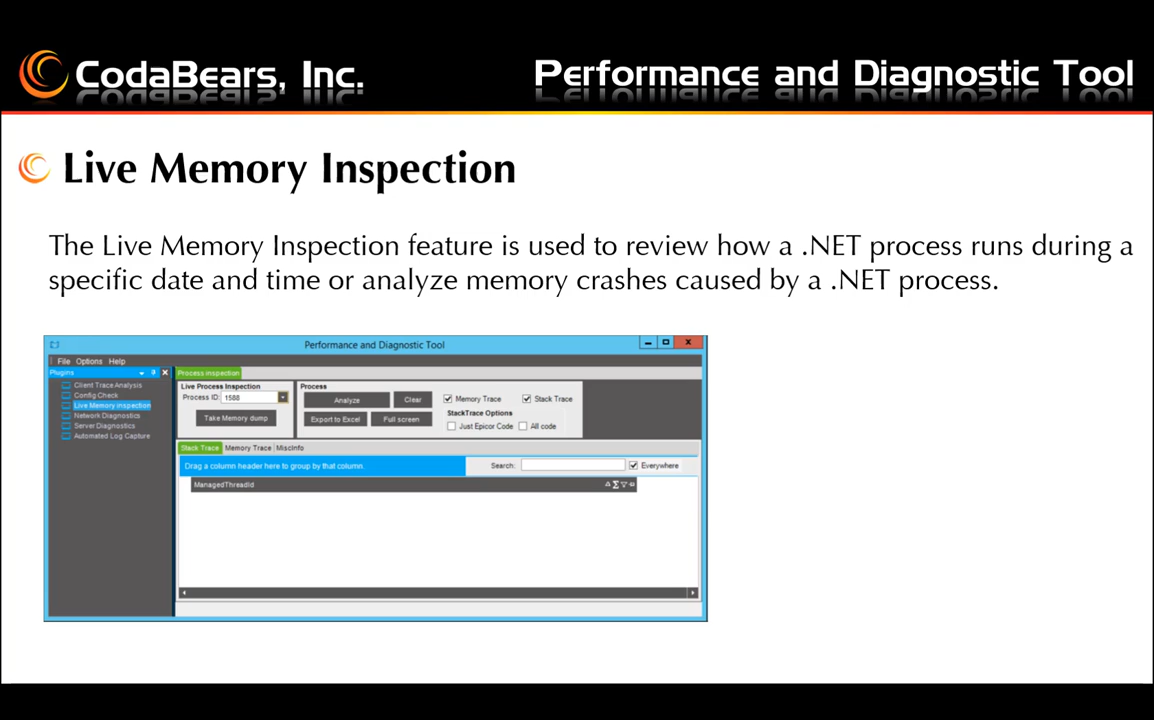 CodaBears, Inc.
Performance and Diagnostic Tool
Live Memory Inspection
The Live Memory Inspection feature is used to review how a .NET process runs during a
specific date and time or analyze memory crashes caused by a .NET process.
Performance and Diagnostic Tool
File Options Help
Plugins
Client Trace Analysis
Config Check
Live Memory Inspection
Network Diagnostics
Server Diagnostics
Automated Log Capture
Process inspection
Live Process Inspection
Process ID: 1588
Take Memory dump
Process
Analyze Clear
Export to Excel Full screen
Memory Trace Stack Trace
StackTrace Options
Just Epicor Code All code
Stack Trace Memory Trace MiscInfo
Drag a column header here to group by that column.
Search: Everywhere
ManagedThreadId